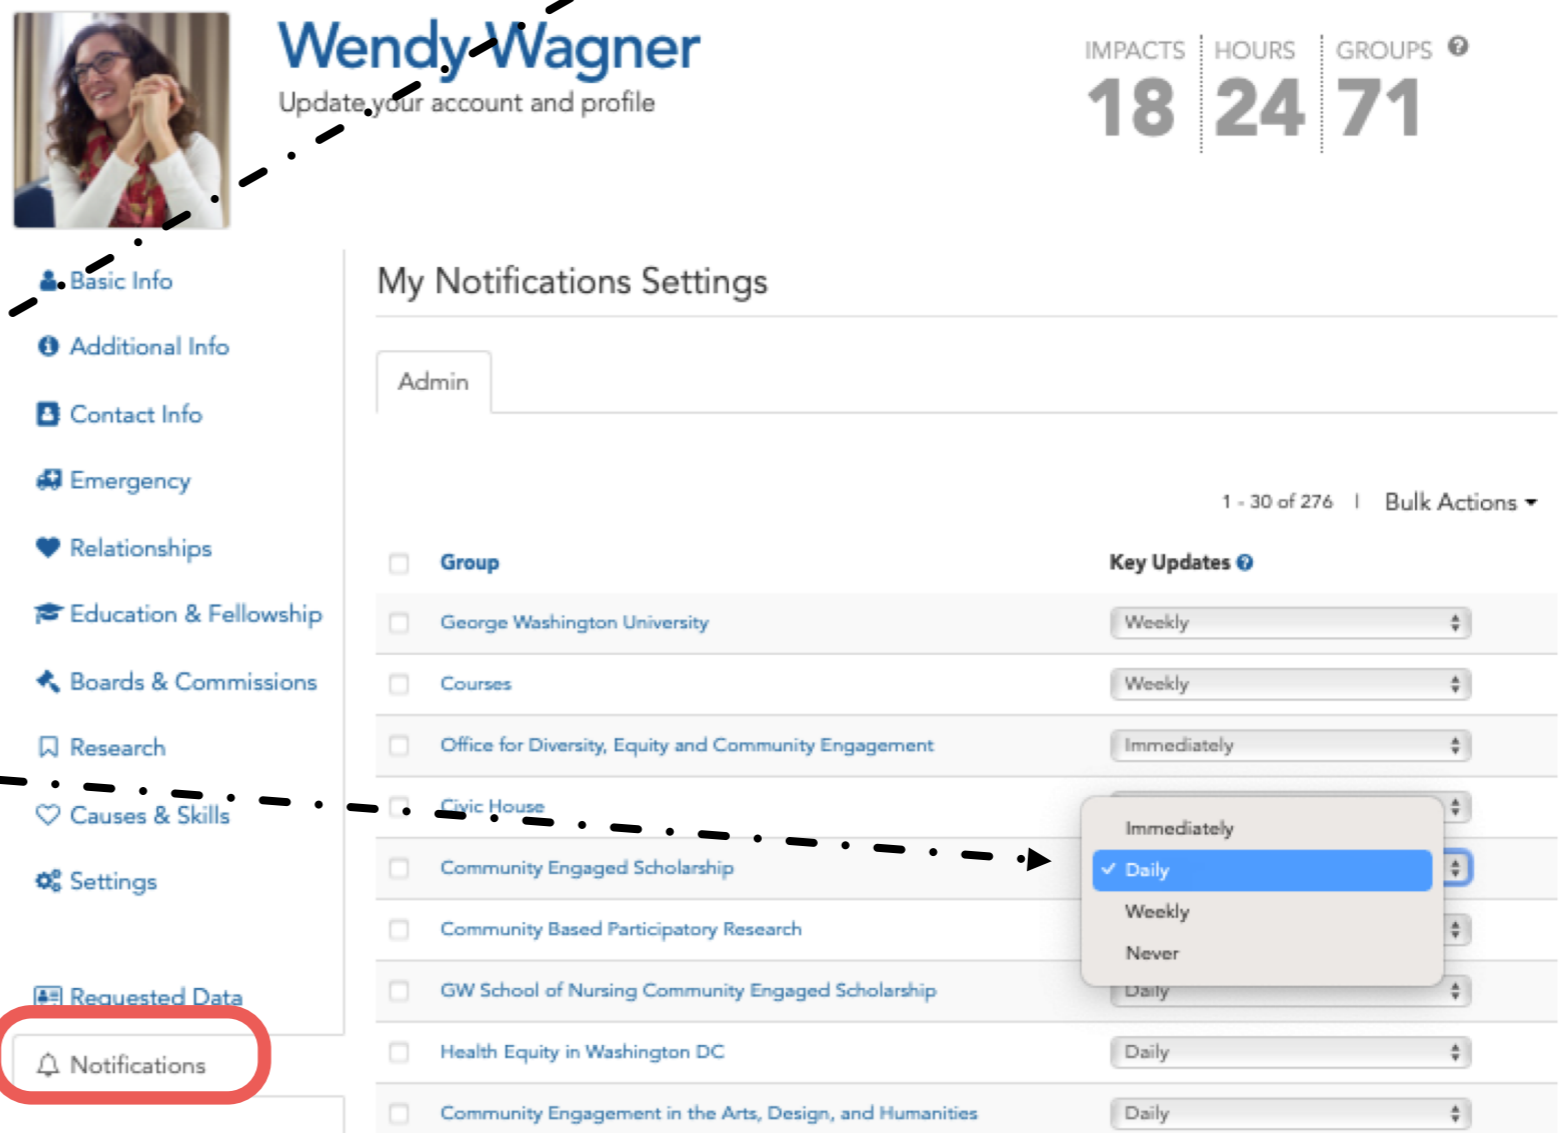 Wendy Wagner
Update your account and profile
IMPACTS HOURS GROUPS
18 24 71
Basic Info
Additional Info
Contact Info
Emergency
Relationships
Education & Fellowship
Boards & Commissions
Research
Causes & Skills
Settings
Requested Data
Notifications
My Notifications Settings
Admin
1 - 30 of 276 | Bulk Actions
Group Key Updates
George Washington University Weekly
Courses Weekly
Office for Diversity, Equity and Community Engagement Immediately
Civic House
Community Engaged Scholarship
Community Based Participatory Research
GW School of Nursing Community Engaged Scholarship Daily
Health Equity in Washington DC Daily
Community Engagement in the Arts, Design, and Humanities Daily
Immediately
Daily
Weekly
Never